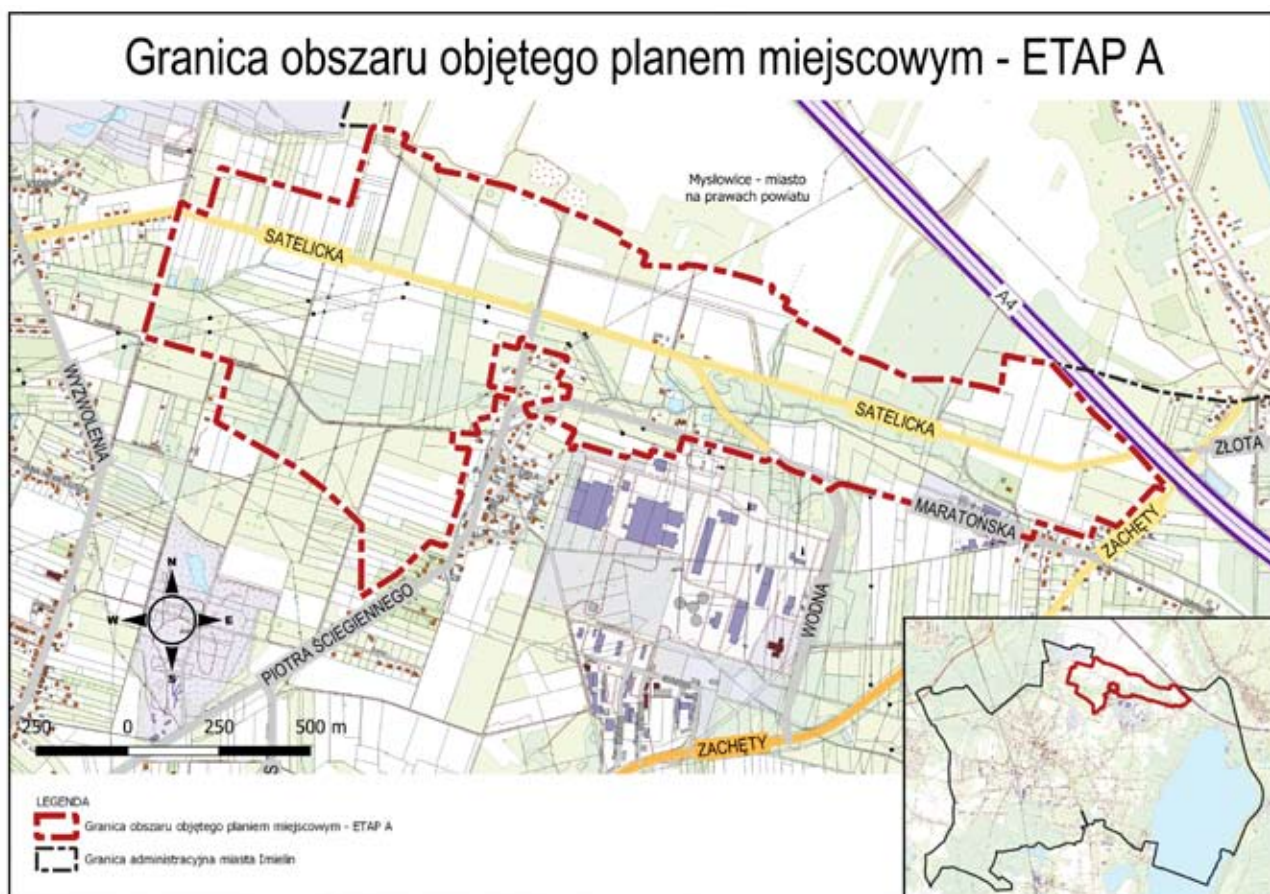 Granica obszaru objętego planem miejscowym - ETAP A
Mysłowice - miasto
na prawach powiatu
SATELICKA
A4
WYZWOLENIA
SATELICKA
ZŁOTA
MARATOŃSKA
ZACHĘTY
N
W
E
S
PIOTRA ŚCIEGIENNEGO
WODNA
250 0 250 500 m
ZACHĘTY
S
LEGENDA
Granica obszaru objętego planiem miejscowym - ETAP A
Granica administracyjna miasta Imielin